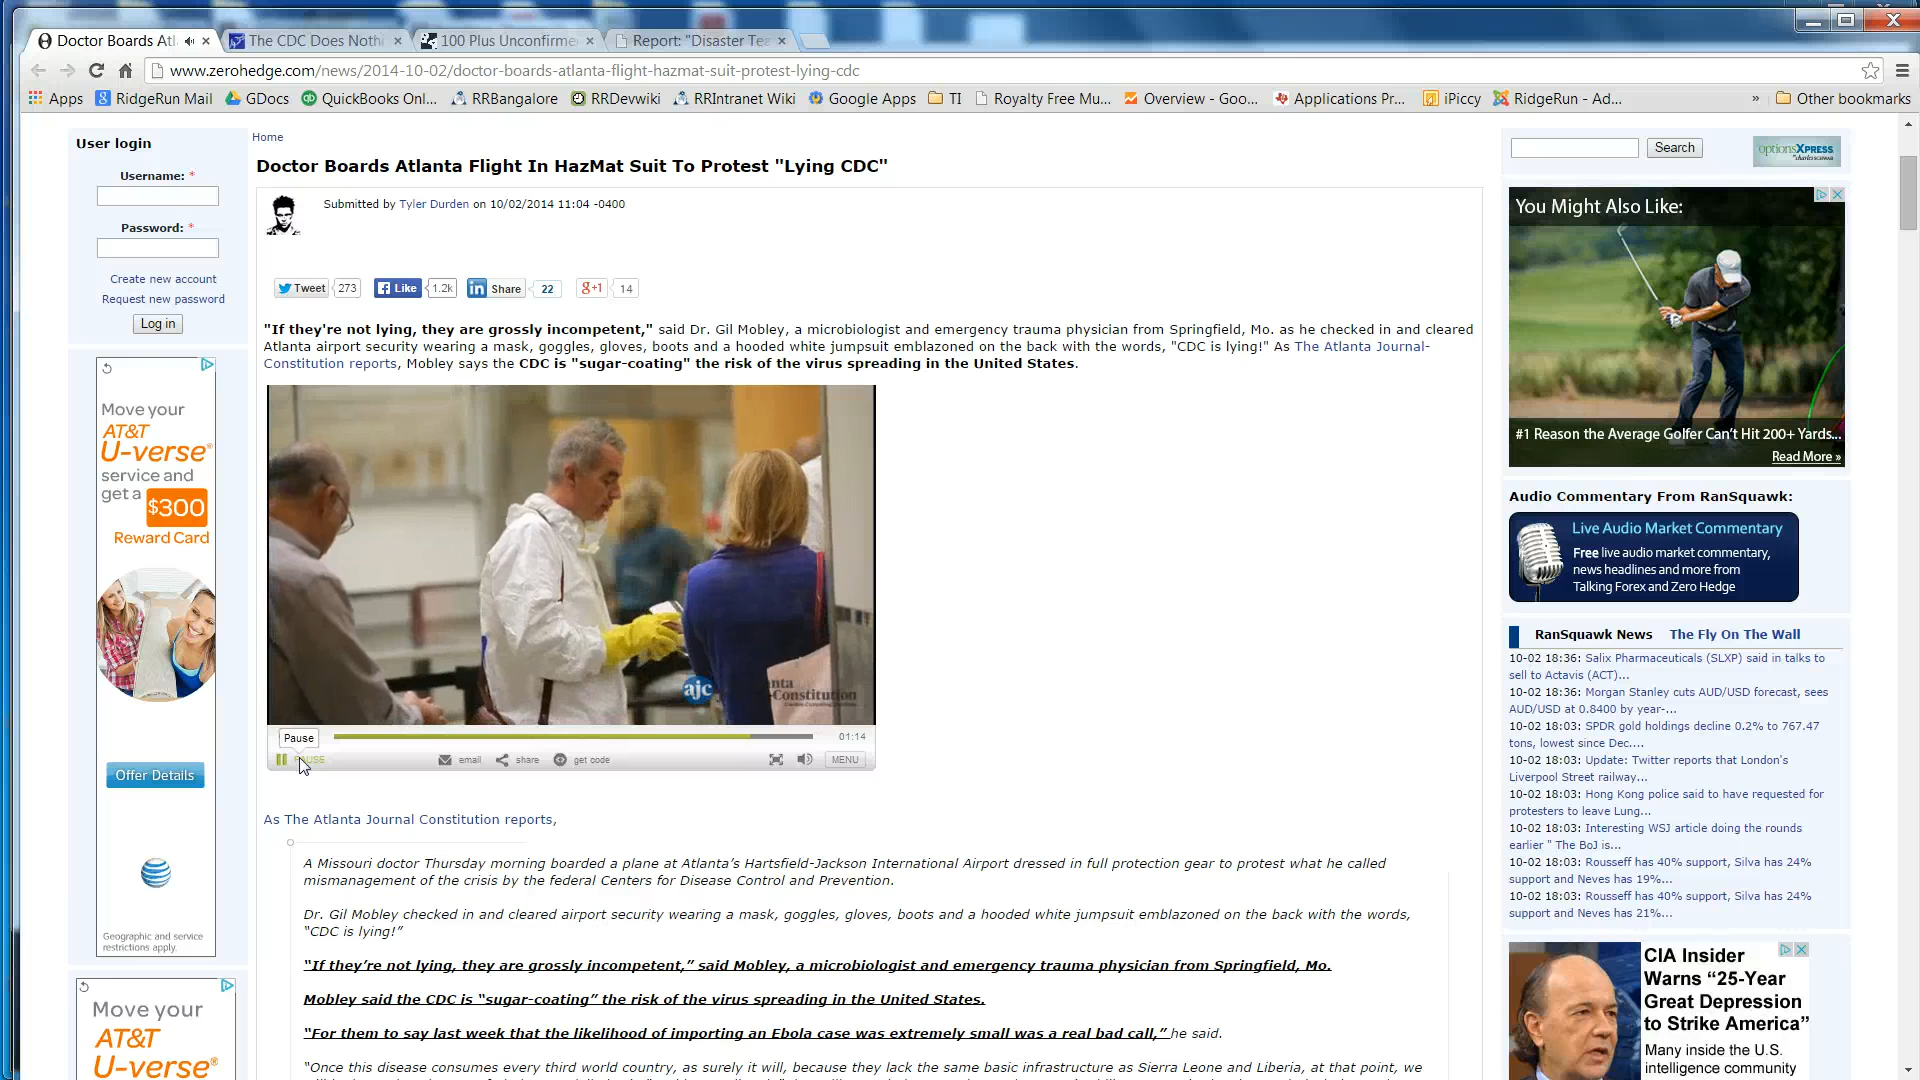 Doctor Boards Atl
The CDC Does Noth
100 Plus Unconfirme
Report: "Disaster Tea
www.zerohedge.com/news/2014-10-02/doctor-boards-atlanta-flight-hazmat-suit-protest-lying-cdc
Apps RidgeRun Mail GDocs QuickBooks Onl... RRBangalore RRDevwiki RRIntranet Wiki Google Apps TI Royalty Free Mu... Overview - Goo... Applications Pr... iPiccy RidgeRun - Ad... » Other bookmarks
User login
Username: *
Password: *
Create new account
Request new password
Log in
Move your
AT&T
U-verse®
service and
get a $300
Reward Card
Offer Details
Geographic and service
restrictions apply.
Move your
AT&T
U-verse®
Home
Doctor Boards Atlanta Flight In HazMat Suit To Protest "Lying CDC"
Submitted by Tyler Durden on 10/02/2014 11:04 -0400
Tweet 273 Like 1.2k in Share 22 g+1 14
"If they're not lying, they are grossly incompetent," said Dr. Gil Mobley, a microbiologist and emergency trauma physician from Springfield, Mo. as he checked in and cleared
Atlanta airport security wearing a mask, goggles, gloves, boots and a hooded white jumpsuit emblazoned on the back with the words, "CDC is lying!" As The Atlanta Journal-
Constitution reports, Mobley says the CDC is "sugar-coating" the risk of the virus spreading in the United States.
ajc
nta
Constitution
Pause
01:14
PAUSE email share get code MENU
As The Atlanta Journal Constitution reports,
A Missouri doctor Thursday morning boarded a plane at Atlanta’s Hartsfield-Jackson International Airport dressed in full protection gear to protest what he called
mismanagement of the crisis by the federal Centers for Disease Control and Prevention.
Dr. Gil Mobley checked in and cleared airport security wearing a mask, goggles, gloves, boots and a hooded white jumpsuit emblazoned on the back with the words,
“CDC is lying!”
“If they’re not lying, they are grossly incompetent,” said Mobley, a microbiologist and emergency trauma physician from Springfield, Mo.
Mobley said the CDC is “sugar-coating” the risk of the virus spreading in the United States.
“For them to say last week that the likelihood of importing an Ebola case was extremely small was a real bad call,” he said.
“Once this disease consumes every third world country, as surely it will, because they lack the same basic infrastructure as Sierra Leone and Liberia, at that point, we
Search
optionsXpress
by charles schwab
You Might Also Like:
#1 Reason the Average Golfer Can't Hit 200+ Yards...
Read More »
Audio Commentary From RanSquawk:
Live Audio Market Commentary
Free live audio market commentary,
news headlines and more from
Talking Forex and Zero Hedge
RanSquawk News The Fly On The Wall
10-02 18:36: Salix Pharmaceuticals (SLXP) said in talks to
sell to Actavis (ACT)...
10-02 18:36: Morgan Stanley cuts AUD/USD forecast, sees
AUD/USD at 0.8400 by year-...
10-02 18:03: SPDR gold holdings decline 0.2% to 767.47
tons, lowest since Dec....
10-02 18:03: Update: Twitter reports that London's
Liverpool Street railway...
10-02 18:03: Hong Kong police said to have requested for
protesters to leave Lung...
10-02 18:03: Interesting WSJ article doing the rounds
earlier " The BoJ is...
10-02 18:03: Rousseff has 40% support, Silva has 24%
support and Neves has 19%...
10-02 18:03: Rousseff has 40% support, Silva has 24%
support and Neves has 21%...
CIA Insider
Warns “25-Year
Great Depression
to Strike America”
Many inside the U.S.
intelligence community